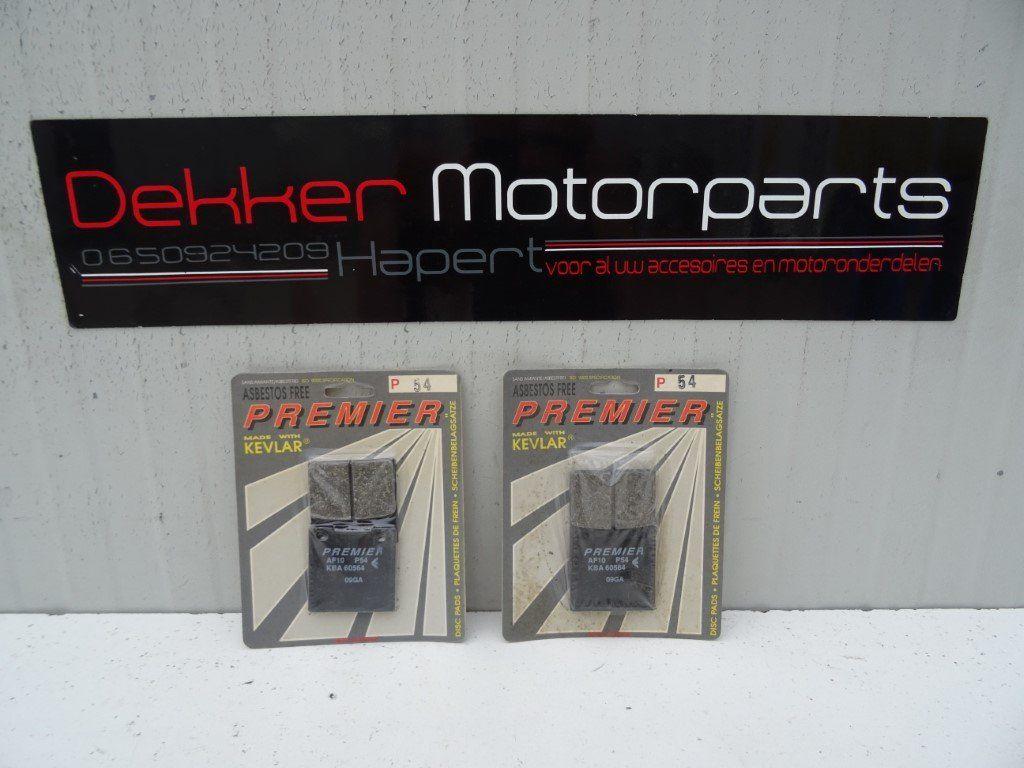 Dekker Motorparts
0650924209 Hapert voor al uw accesoires en motoronderdelen
ASBESTOS FREE P 54
PREMIER
MADE WITH
KEVLAR®
DISC PADS • PLAQUETTES DE FREIN • SCHEIBENBELAGSÄTZE
PREMIER
AF10 P54
KBA 60564
09GA
ASBESTOS FREE P 54
PREMIER
MADE WITH
KEVLAR®
DISC PADS • PLAQUETTES DE FREIN • SCHEIBENBELAGSÄTZE
PREMIER
AF10 P54
KBA 60564
09GA